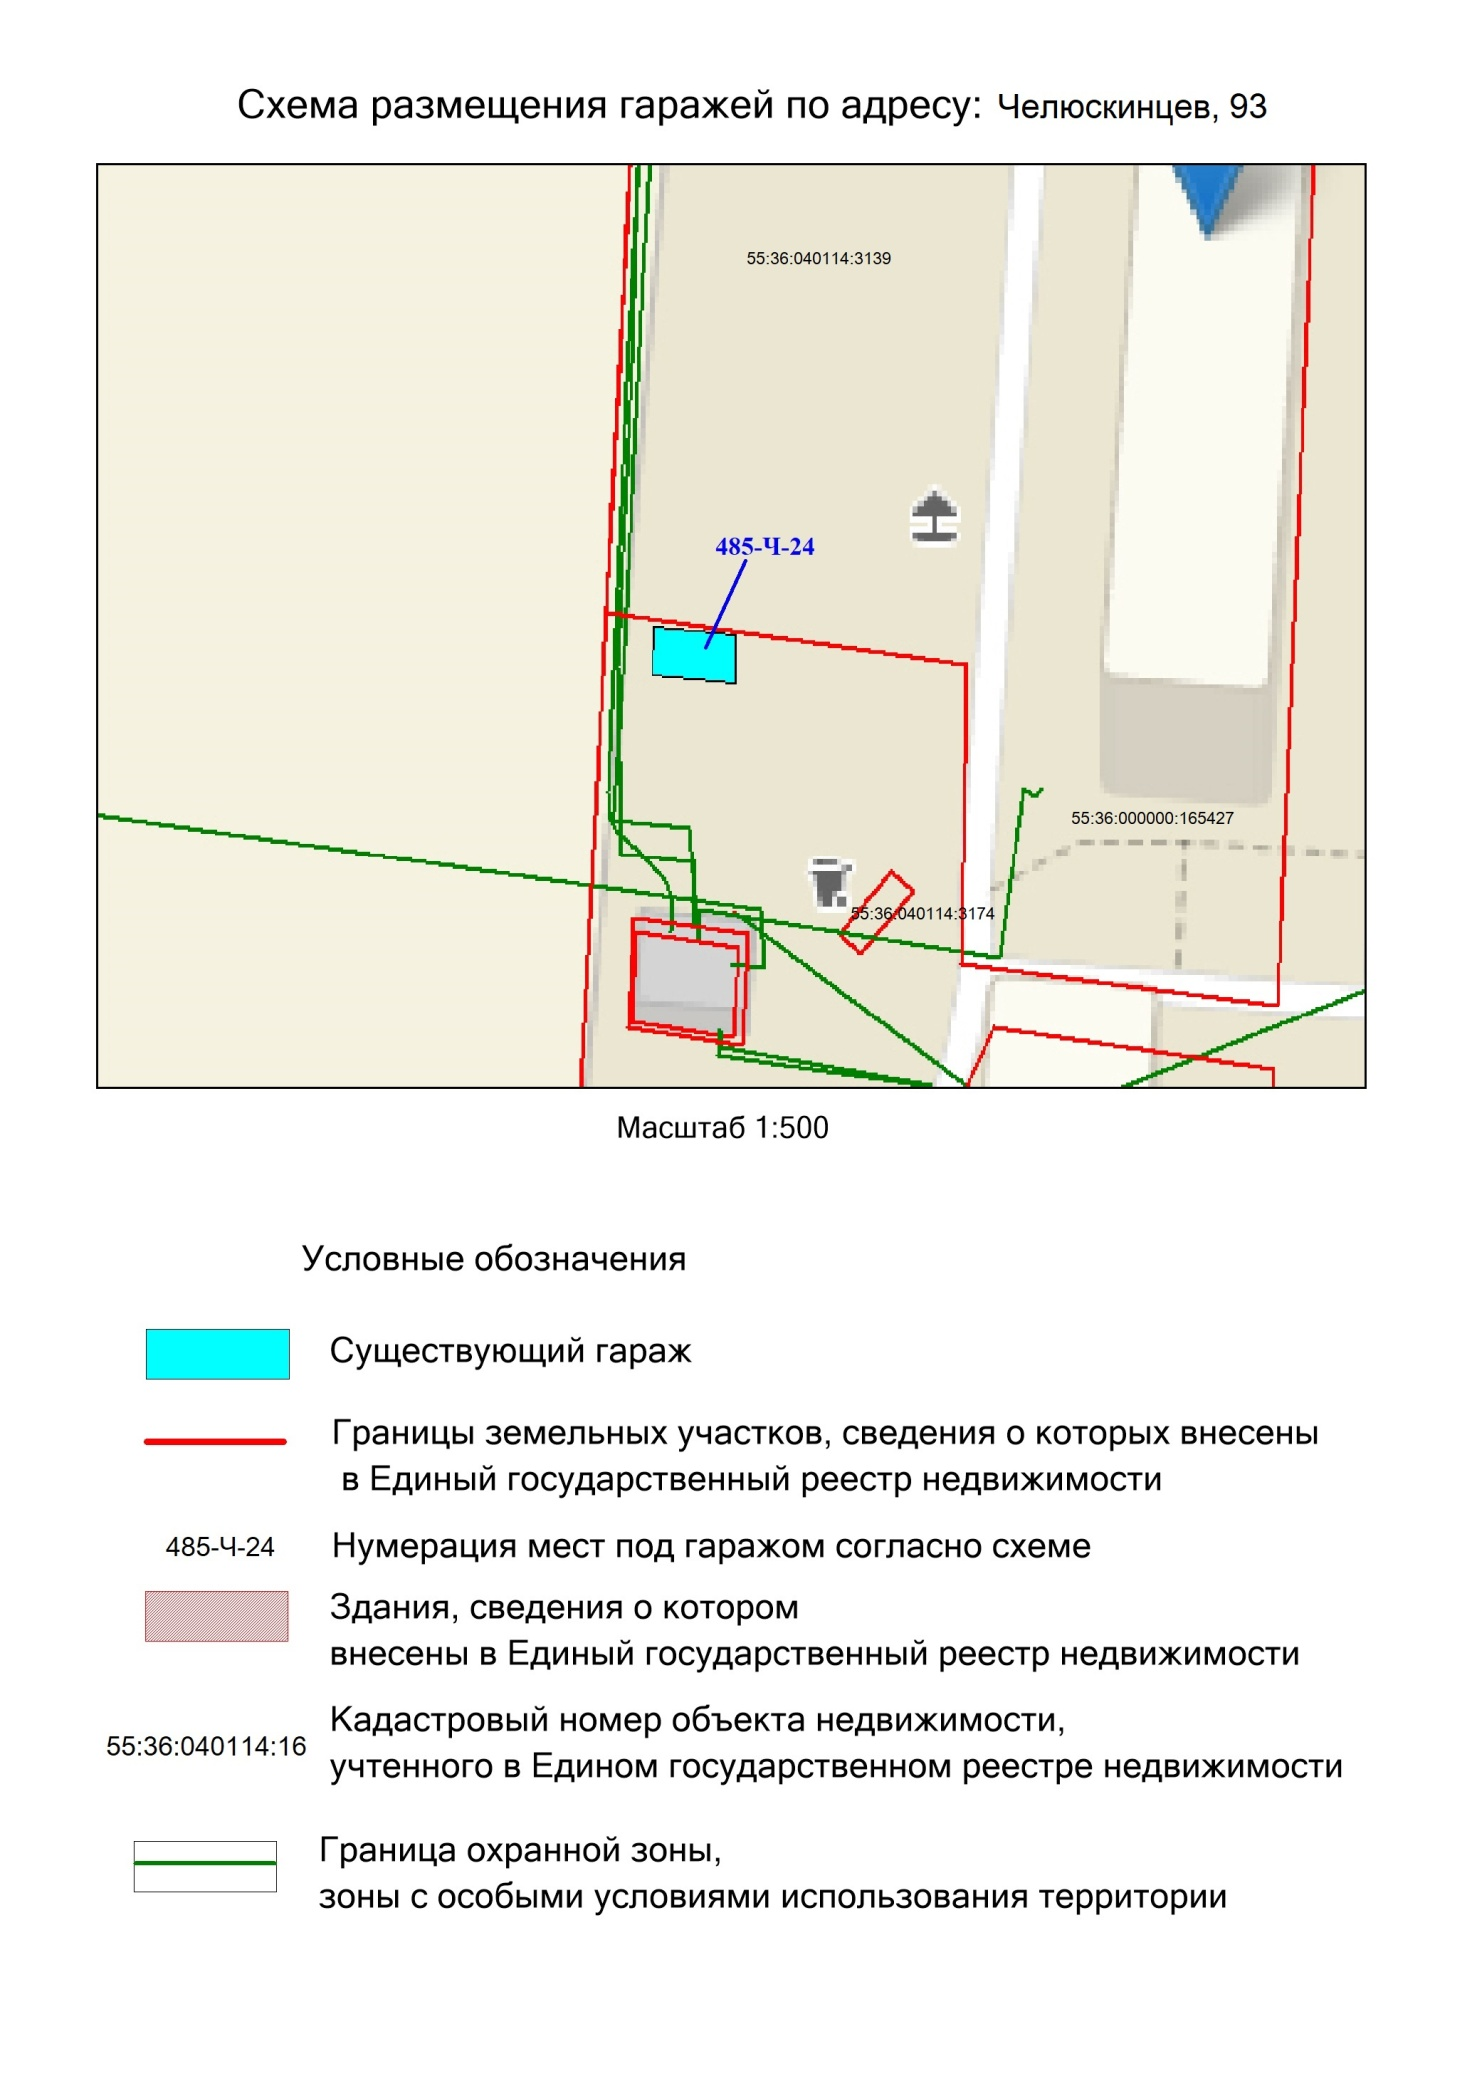 Схема размещения гаражей по адресу: Челюскинцев, 93
55:36:040114:3139
485-Ч-24
55:36:000000:165427
55:36:040114:3174
Масштаб 1:500
Условные обозначения
Существующий гараж
Границы земельных участков, сведения о которых внесены
в Единый государственный реестр недвижимости
485-Ч-24 Нумерация мест под гаражом согласно схеме
Здания, сведения о котором
внесены в Единый государственный реестр недвижимости
Кадастровый номер объекта недвижимости,
55:36:040114:16
учтенного в Едином государственном реестре недвижимости
Граница охранной зоны,
зоны с особыми условиями использования территории